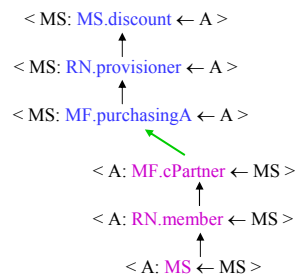 < MS: MS.discount ← A >
< MS: RN.provisioner ← A >
< MS: MF.purchasingA ← A >
< A: MF.cPartner ← MS >
< A: RN.member ← MS >
< A: MS ← MS >